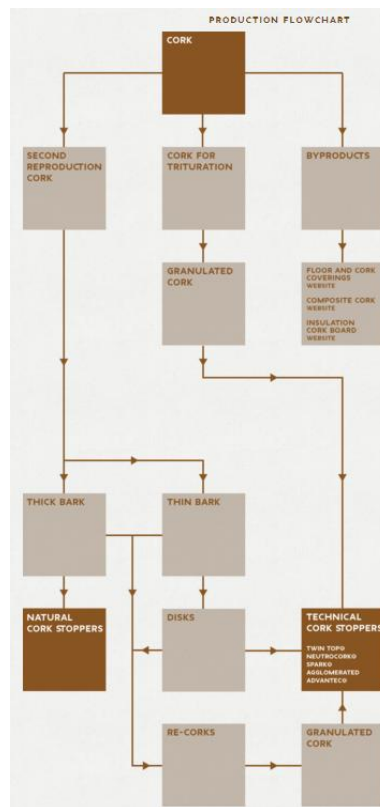 PRODUCTION FLOWCHART
CORK
SECOND
REPRODUCTION
CORK
CORK FOR
TRITURATION
BYPRODUCTS
GRANULATED
CORK
FLOOR AND CORK
COVERINGS
WEBSITE
COMPOSITE CORK
WEBSITE
INSULATION
CORK BOARD
WEBSITE
THICK BARK
THIN BARK
NATURAL
CORK STOPPERS
DISKS
TECHNICAL
CORK STOPPERS
TWIN TOP®
NEUTROCORK®
SPARK®
AGGLOMERATED
ADVANTEC®
RE-CORKS
GRANULATED
CORK